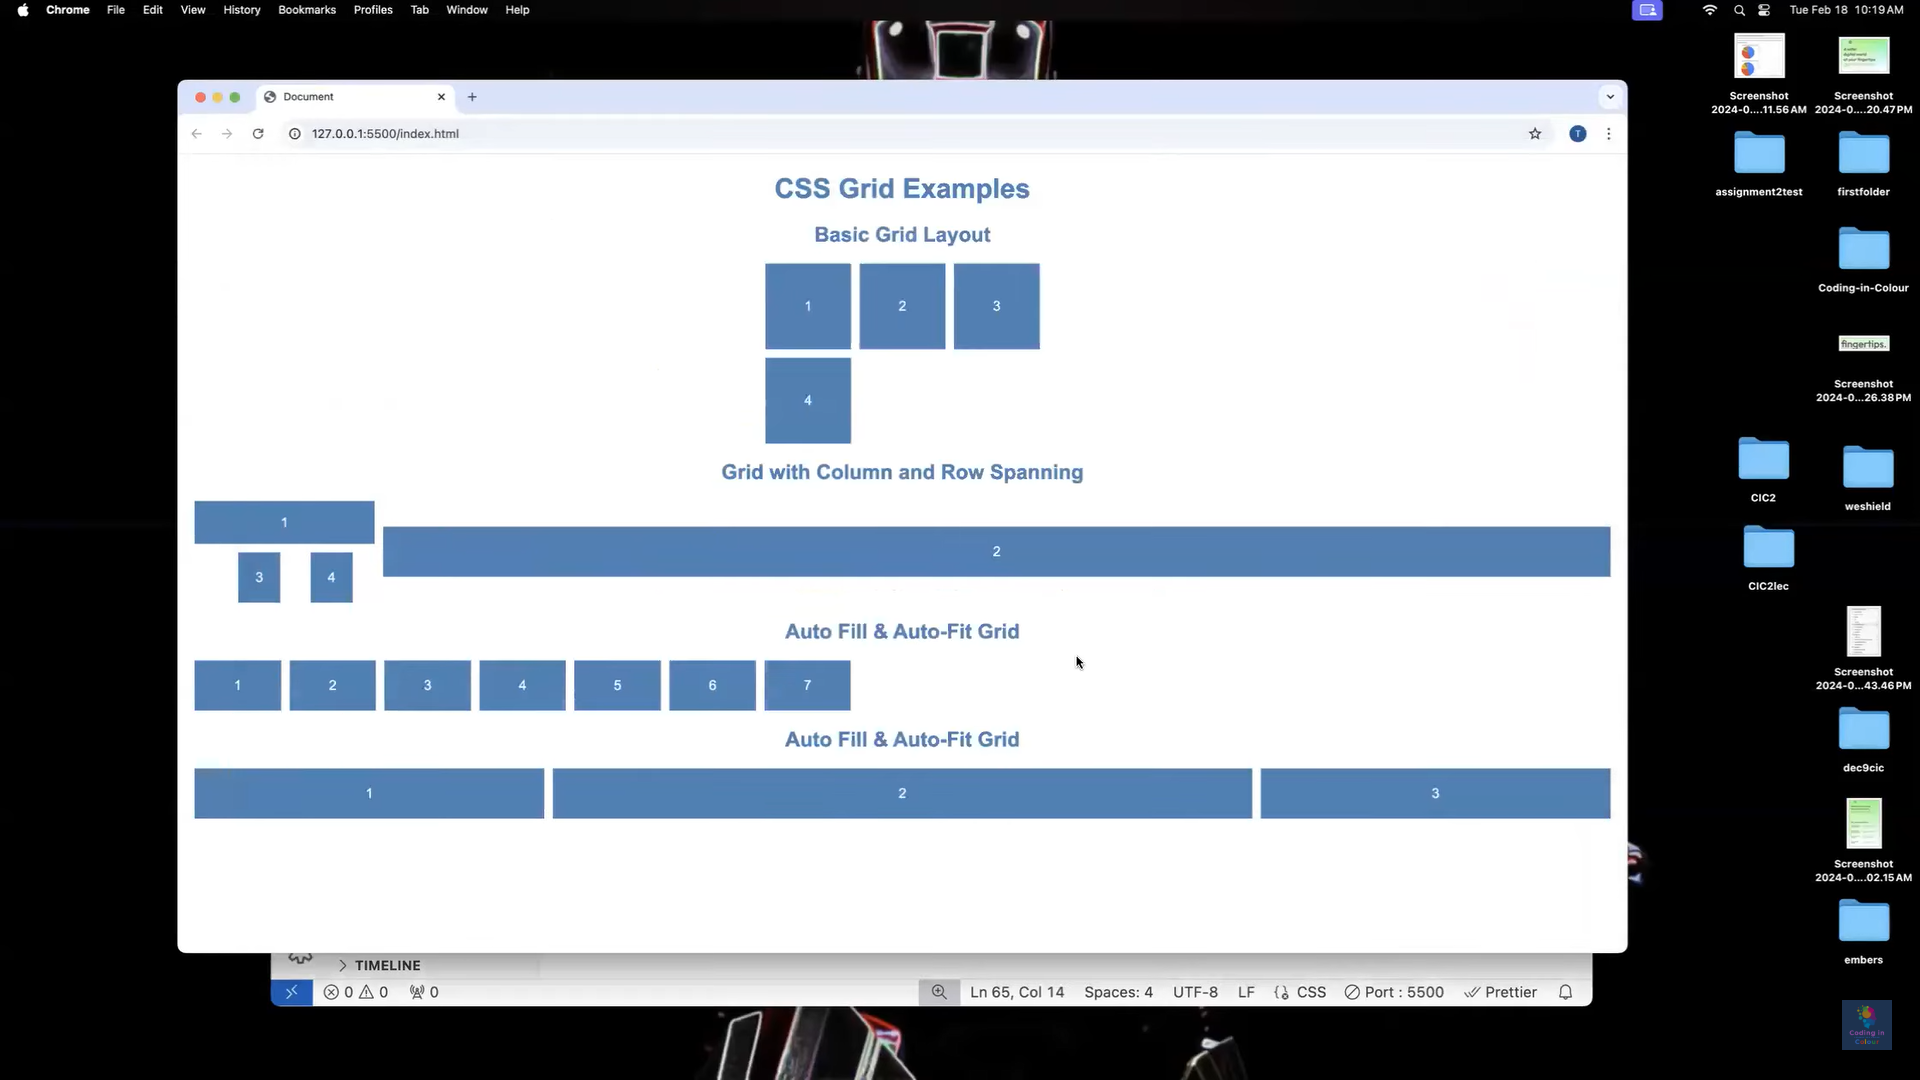 Chrome File Edit View History Bookmarks Profiles Tab Window Help
Tue Feb 18 10:19 AM
Document
127.0.0.1:5500/index.html
T
CSS Grid Examples
Basic Grid Layout
1 2 3
4
Grid with Column and Row Spanning
1
2
3 4
Auto Fill & Auto-Fit Grid
1 2 3 4 5 6 7
Auto Fill & Auto-Fit Grid
1 2 3
TIMELINE
0 0 0
Ln 65, Col 14 Spaces: 4 UTF-8 LF {} CSS Port : 5500 Prettier
Screenshot
2024-0....11.56 AM
Screenshot
2024-0....20.47 PM
assignment2test
firstfolder
Coding-in-Colour
fingertips.
Screenshot
2024-0...26.38 PM
CIC2
weshield
CIC2lec
Screenshot
2024-0...43.46 PM
dec9cic
Screenshot
2024-0....02.15 AM
embers
Coding in
Colour